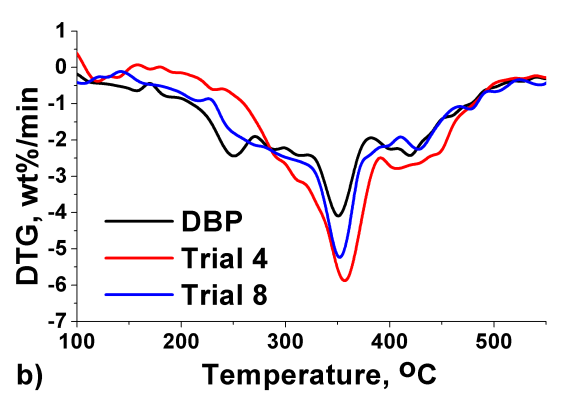 1
0
-1
-2
-3
-4
-5
-6
-7
DTG, wt%/min
DBP
Trial 4
Trial 8
100 200 300 400 500
b) Temperature, ºC